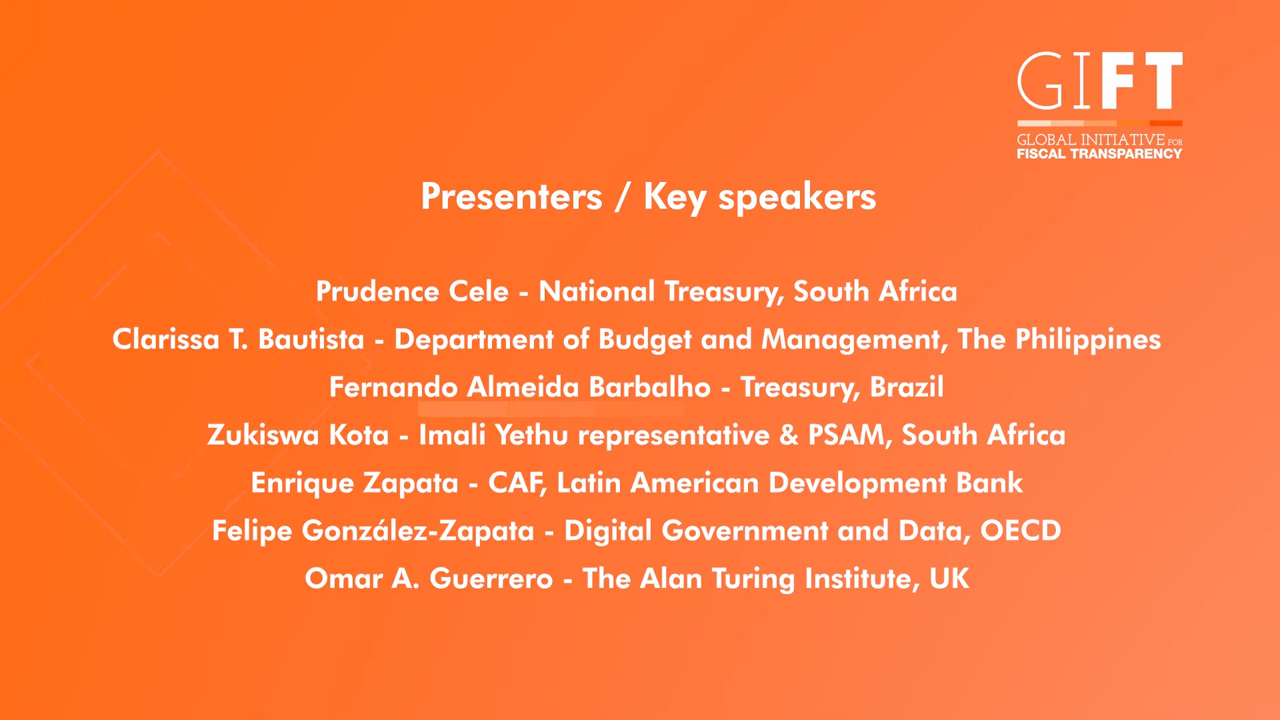 GIFT
GLOBAL INITIATIVE FOR
FISCAL TRANSPARENCY
Presenters / Key speakers
Prudence Cele - National Treasury, South Africa
Clarissa T. Bautista - Department of Budget and Management, The Philippines
Fernando Almeida Barbalho - Treasury, Brazil
Zukiswa Kota - Imali Yethu representative & PSAM, South Africa
Enrique Zapata - CAF, Latin American Development Bank
Felipe González-Zapata - Digital Government and Data, OECD
Omar A. Guerrero - The Alan Turing Institute, UK